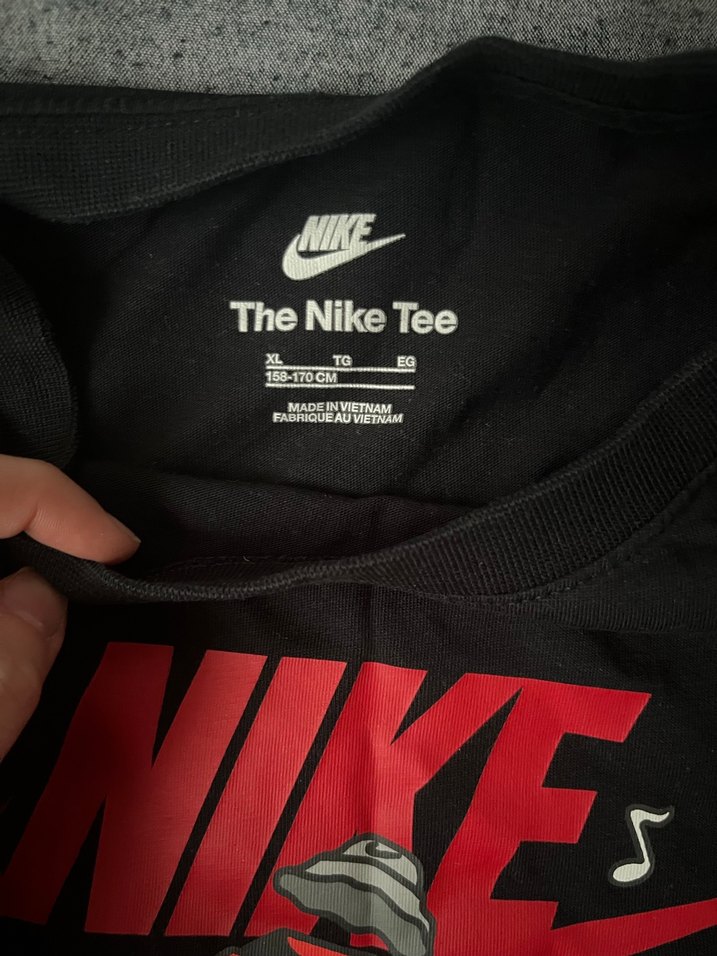 NIKE
The Nike Tee
XL TG EG
158-170 CM
MADE IN VIETNAM
FABRIQUE AU VIETNAM
NIKE